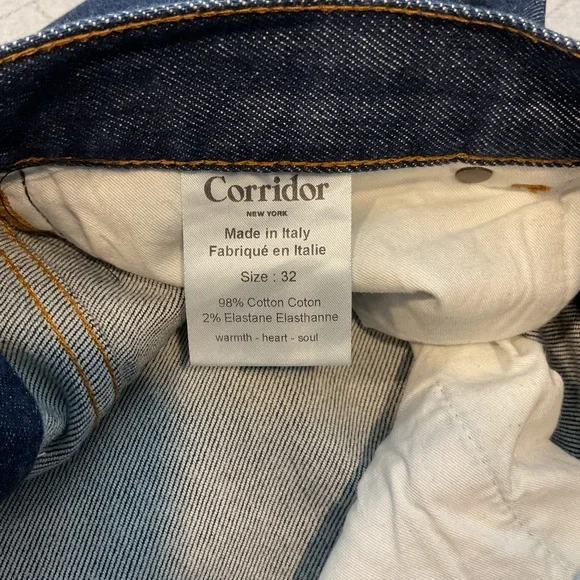 Corridor
NEW YORK
Made in Italy
Fabriqué en Italie
Size : 32
98% Cotton Coton
2% Elastane Elasthanne
warmth - heart - soul